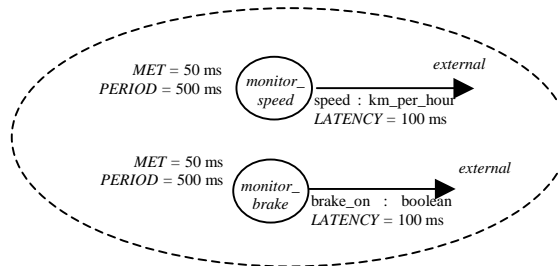 external
MET = 50 ms
PERIOD = 500 ms
monitor_
speed
speed : km_per_hour
LATENCY = 100 ms
external
MET = 50 ms
PERIOD = 500 ms
monitor_
brake
brake_on : boolean
LATENCY = 100 ms